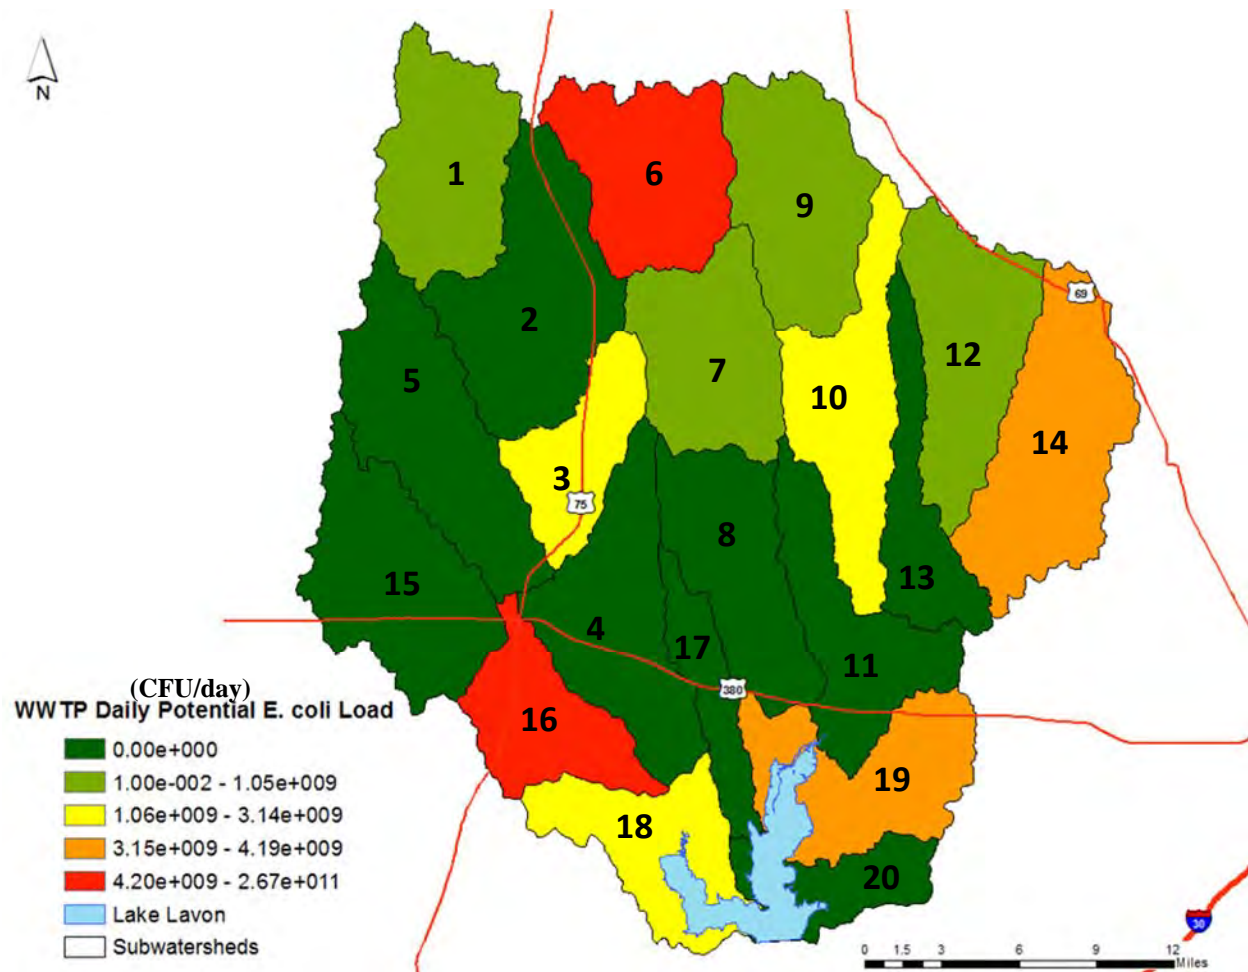 N
1
6
9
2
69
12
7
5
10
14
3
75
8
13
15
4
17
11
(CFU/day)
380
WWTP Daily Potential E. coli Load
16
0.00e+000
19
1.00e-002 - 1.05e+009
1.06e+009 - 3.14e+009
18
3.15e+009 - 4.19e+009
20
4.20e+009 - 2.67e+011
Lake Lavon
30
Subwatersheds
0 1.5 3 6 9 12
Miles